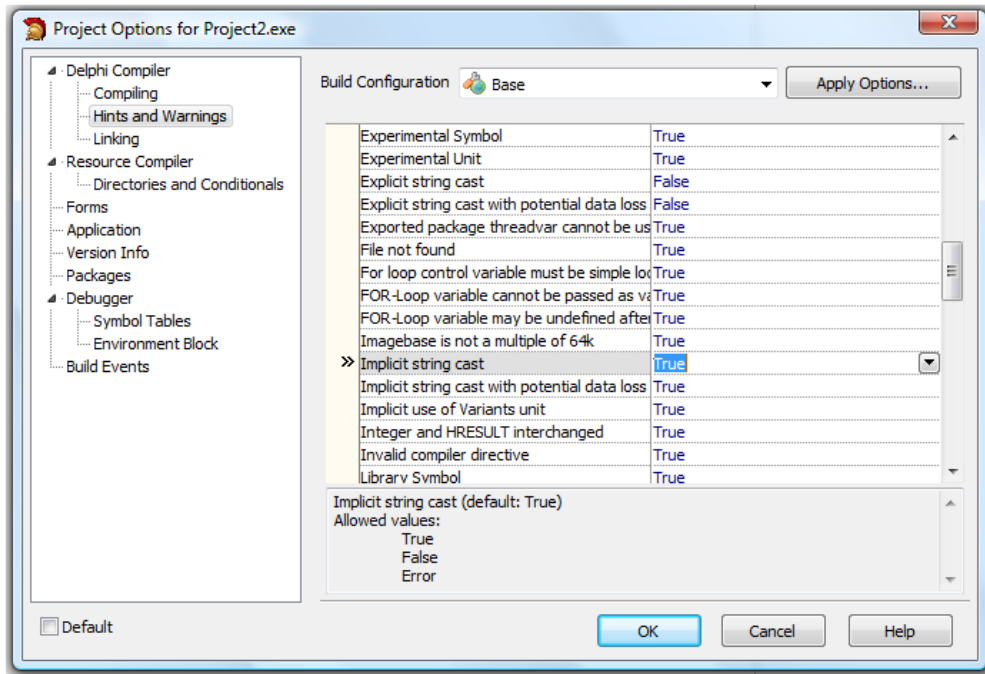 Project Options for Project2.exe
Delphi Compiler
Compiling
Hints and Warnings
Linking
Resource Compiler
Directories and Conditionals
Forms
Application
Version Info
Packages
Debugger
Symbol Tables
Environment Block
Build Events
Build Configuration Base Apply Options...
Experimental Symbol True
Experimental Unit True
Explicit string cast False
Explicit string cast with potential data loss False
Exported package threadvar cannot be us True
File not found True
For loop control variable must be simple loc True
FOR-Loop variable cannot be passed as va True
FOR-Loop variable may be undefined after True
Imagebase is not a multiple of 64k True
» Implicit string cast True
Implicit string cast with potential data loss True
Implicit use of Variants unit True
Integer and HRESULT interchanged True
Invalid compiler directive True
Library Symbol True
Implicit string cast (default: True)
Allowed values:
True
False
Error
Default
OK Cancel Help